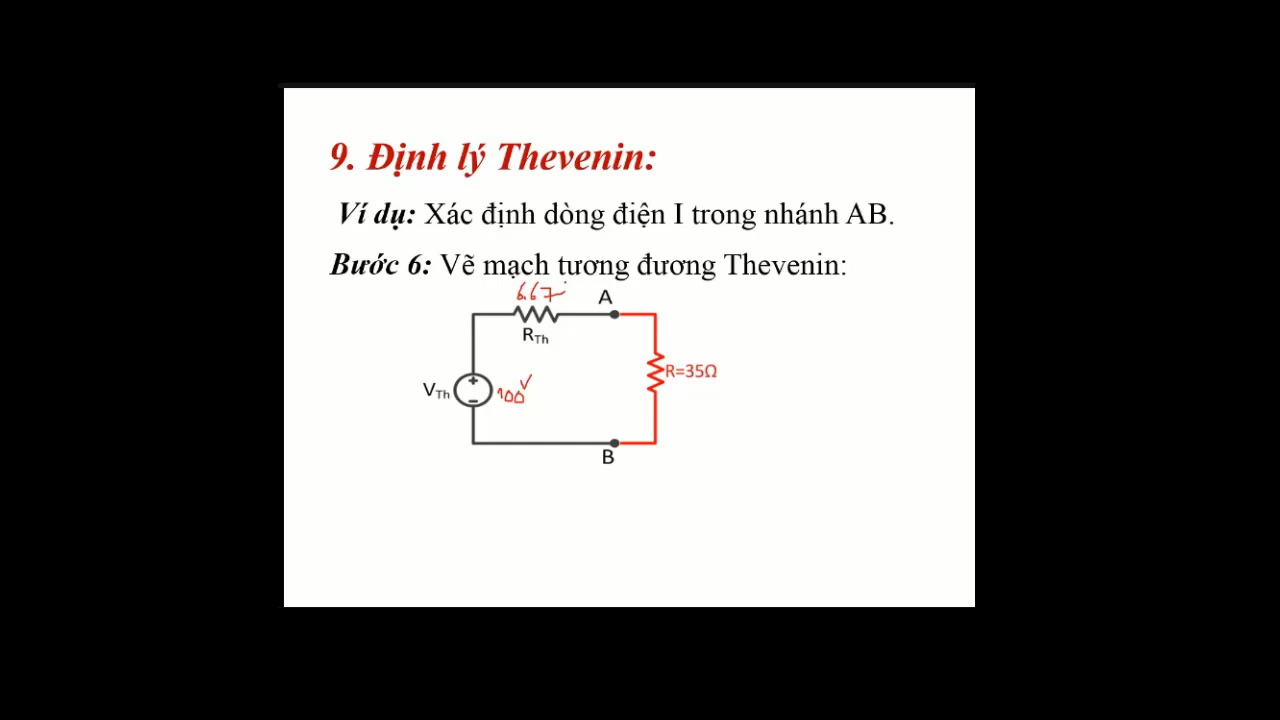 9. Định lý Thevenin:
Ví dụ: Xác định dòng điện I trong nhánh AB.
Bước 6: Vẽ mạch tương đương Thevenin:
6.67
A
RTh
R=35Ω
VTh
+
100V
B